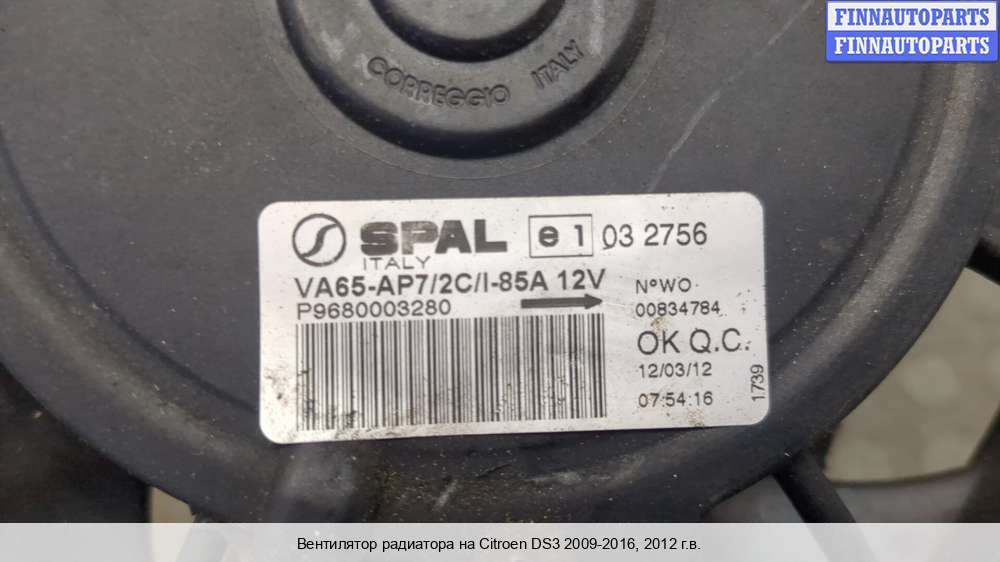 FINNAUTOPARTS
FINNAUTOPARTS
CORREGGIO ITALY
SPAL
ITALY
e 1 03 2756
VA65-AP7/2C/I-85A 12V
P9680003280
N°WO
00834784
OK Q.C.
12/03/12
07:54:16
1739
Вентилятор радиатора на Citroen DS3 2009-2016, 2012 г.в.